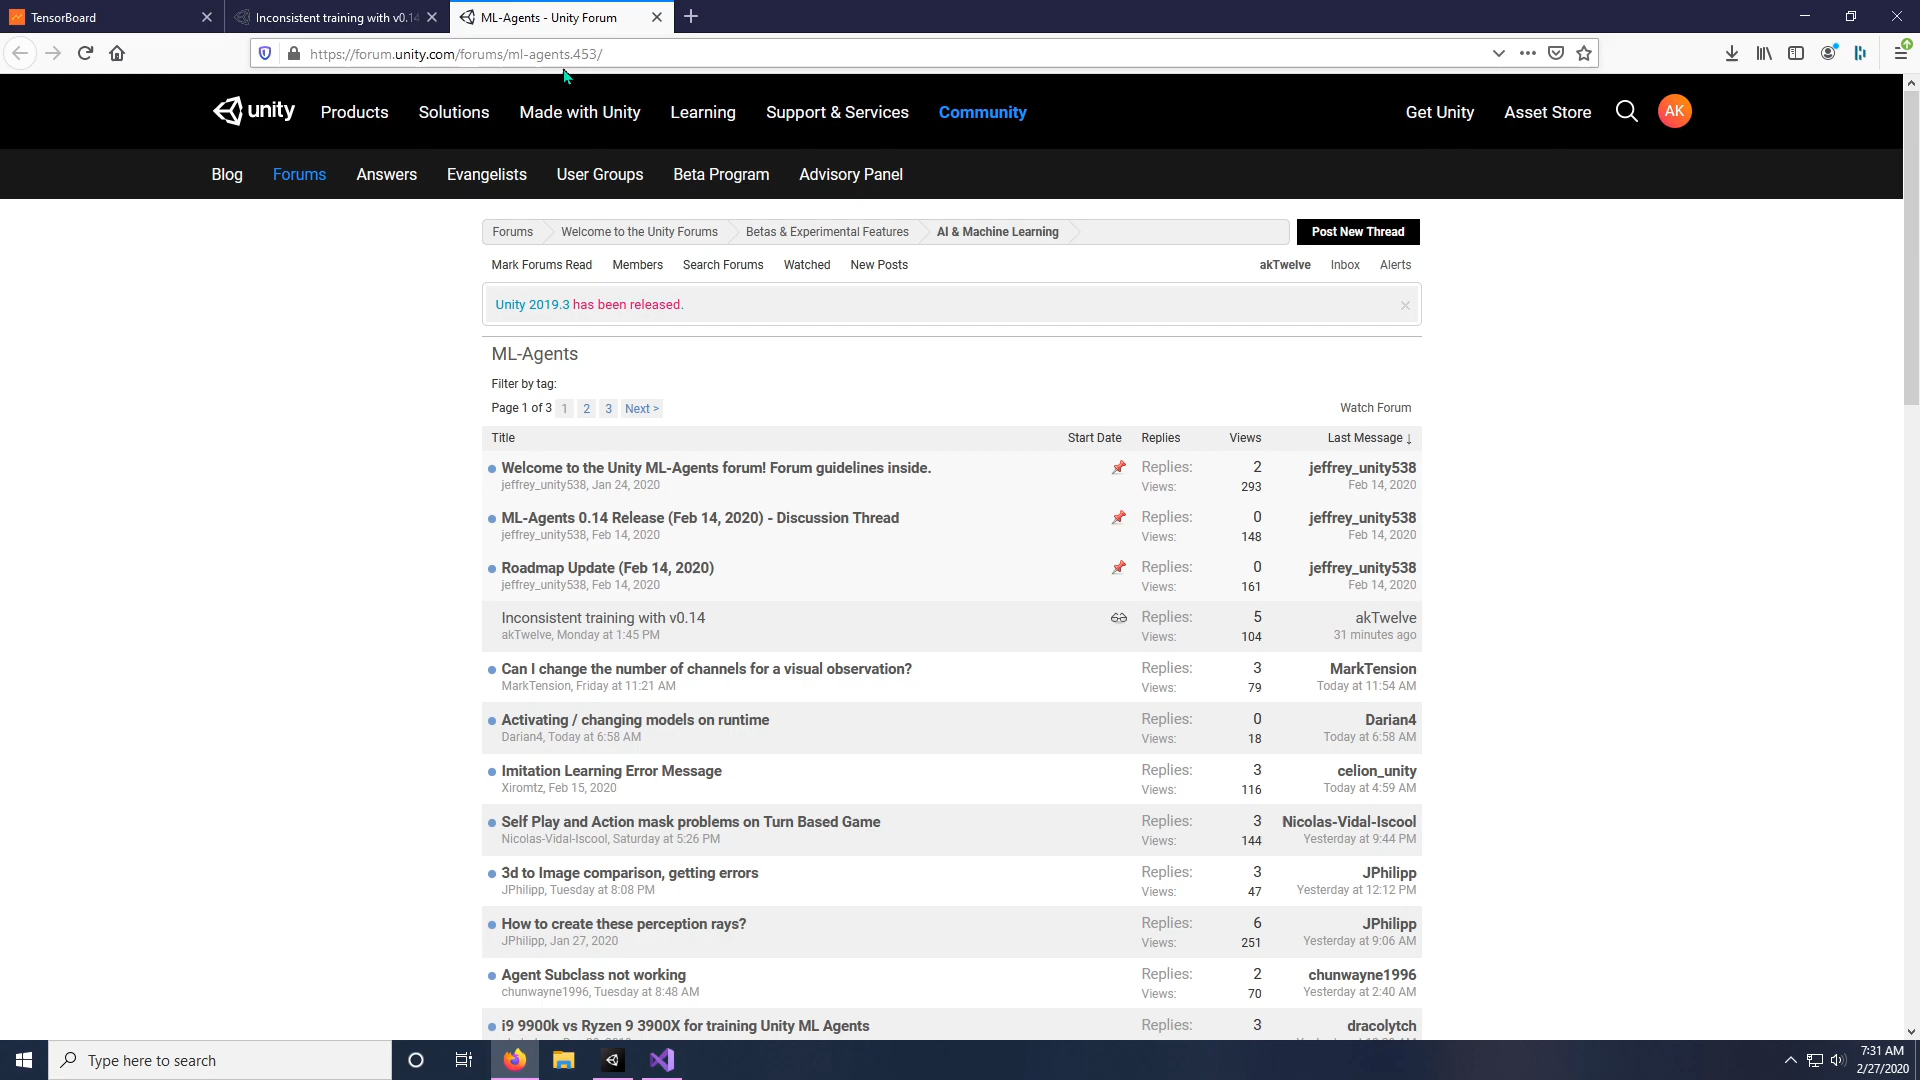 TensorBoard
Inconsistent training with v0.14
ML-Agents - Unity Forum
https://forum.unity.com/forums/ml-agents.453/
unity
Products
Solutions
Made with Unity
Learning
Support & Services
Community
Get Unity
Asset Store
AK
Blog
Forums
Answers
Evangelists
User Groups
Beta Program
Advisory Panel
Forums
Welcome to the Unity Forums
Betas & Experimental Features
AI & Machine Learning
Post New Thread
Mark Forums Read
Members
Search Forums
Watched
New Posts
akTwelve
Inbox
Alerts
Unity 2019.3 has been released.
ML-Agents
Filter by tag:
Page 1 of 3 1 2 3 Next >
Watch Forum
Title
Start Date
Replies
Views
Last Message ↓
Welcome to the Unity ML-Agents forum! Forum guidelines inside.
jeffrey_unity538, Jan 24, 2020
Replies: 2
Views: 293
jeffrey_unity538
Feb 14, 2020
ML-Agents 0.14 Release (Feb 14, 2020) - Discussion Thread
jeffrey_unity538, Feb 14, 2020
Replies: 0
Views: 148
jeffrey_unity538
Feb 14, 2020
Roadmap Update (Feb 14, 2020)
jeffrey_unity538, Feb 14, 2020
Replies: 0
Views: 161
jeffrey_unity538
Feb 14, 2020
Inconsistent training with v0.14
akTwelve, Monday at 1:45 PM
Replies: 5
Views: 104
akTwelve
31 minutes ago
Can I change the number of channels for a visual observation?
MarkTension, Friday at 11:21 AM
Replies: 3
Views: 79
MarkTension
Today at 11:54 AM
Activating / changing models on runtime
Darian4, Today at 6:58 AM
Replies: 0
Views: 18
Darian4
Today at 6:58 AM
Imitation Learning Error Message
Xiromtz, Feb 15, 2020
Replies: 3
Views: 116
celion_unity
Today at 4:59 AM
Self Play and Action mask problems on Turn Based Game
Nicolas-Vidal-Iscool, Saturday at 5:26 PM
Replies: 3
Views: 144
Nicolas-Vidal-Iscool
Yesterday at 9:44 PM
3d to Image comparison, getting errors
JPhilipp, Tuesday at 8:08 PM
Replies: 3
Views: 47
JPhilipp
Yesterday at 12:12 PM
How to create these perception rays?
JPhilipp, Jan 27, 2020
Replies: 6
Views: 251
JPhilipp
Yesterday at 9:06 AM
Agent Subclass not working
chunwayne1996, Tuesday at 8:48 AM
Replies: 2
Views: 70
chunwayne1996
Yesterday at 2:40 AM
i9 9900k vs Ryzen 9 3900X for training Unity ML Agents
Replies: 3
dracolytch
Type here to search
7:31 AM
2/27/2020